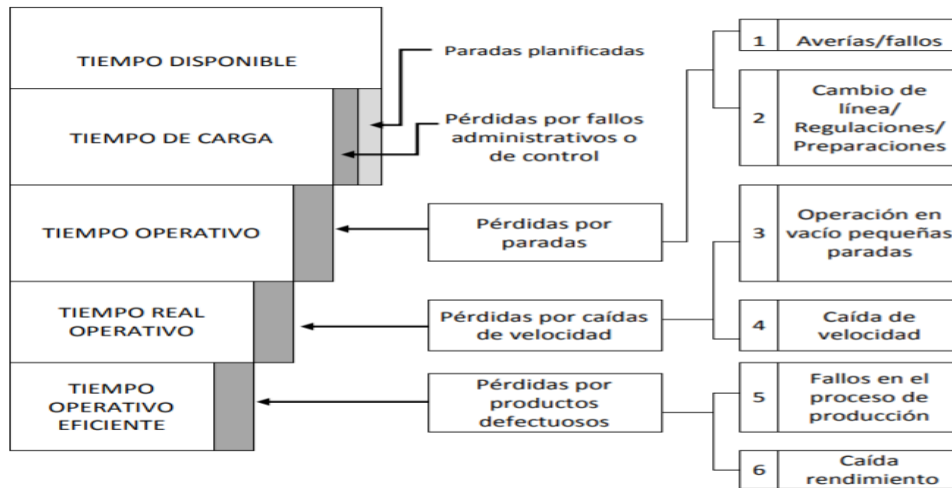 TIEMPO DISPONIBLE
TIEMPO DE CARGA
TIEMPO OPERATIVO
TIEMPO REAL
OPERATIVO
TIEMPO
OPERATIVO
EFICIENTE
Paradas planificadas
Pérdidas por fallos
administrativos o
de control
Pérdidas por
paradas
Pérdidas por caídas
de velocidad
Pérdidas por
productos
defectuosos
1 Averías/fallos
2 Cambio de
línea/
Regulaciones/
Preparaciones
3 Operación en
vacío pequeñas
paradas
4 Caída de
velocidad
5 Fallos en el
proceso de
producción
6 Caída
rendimiento